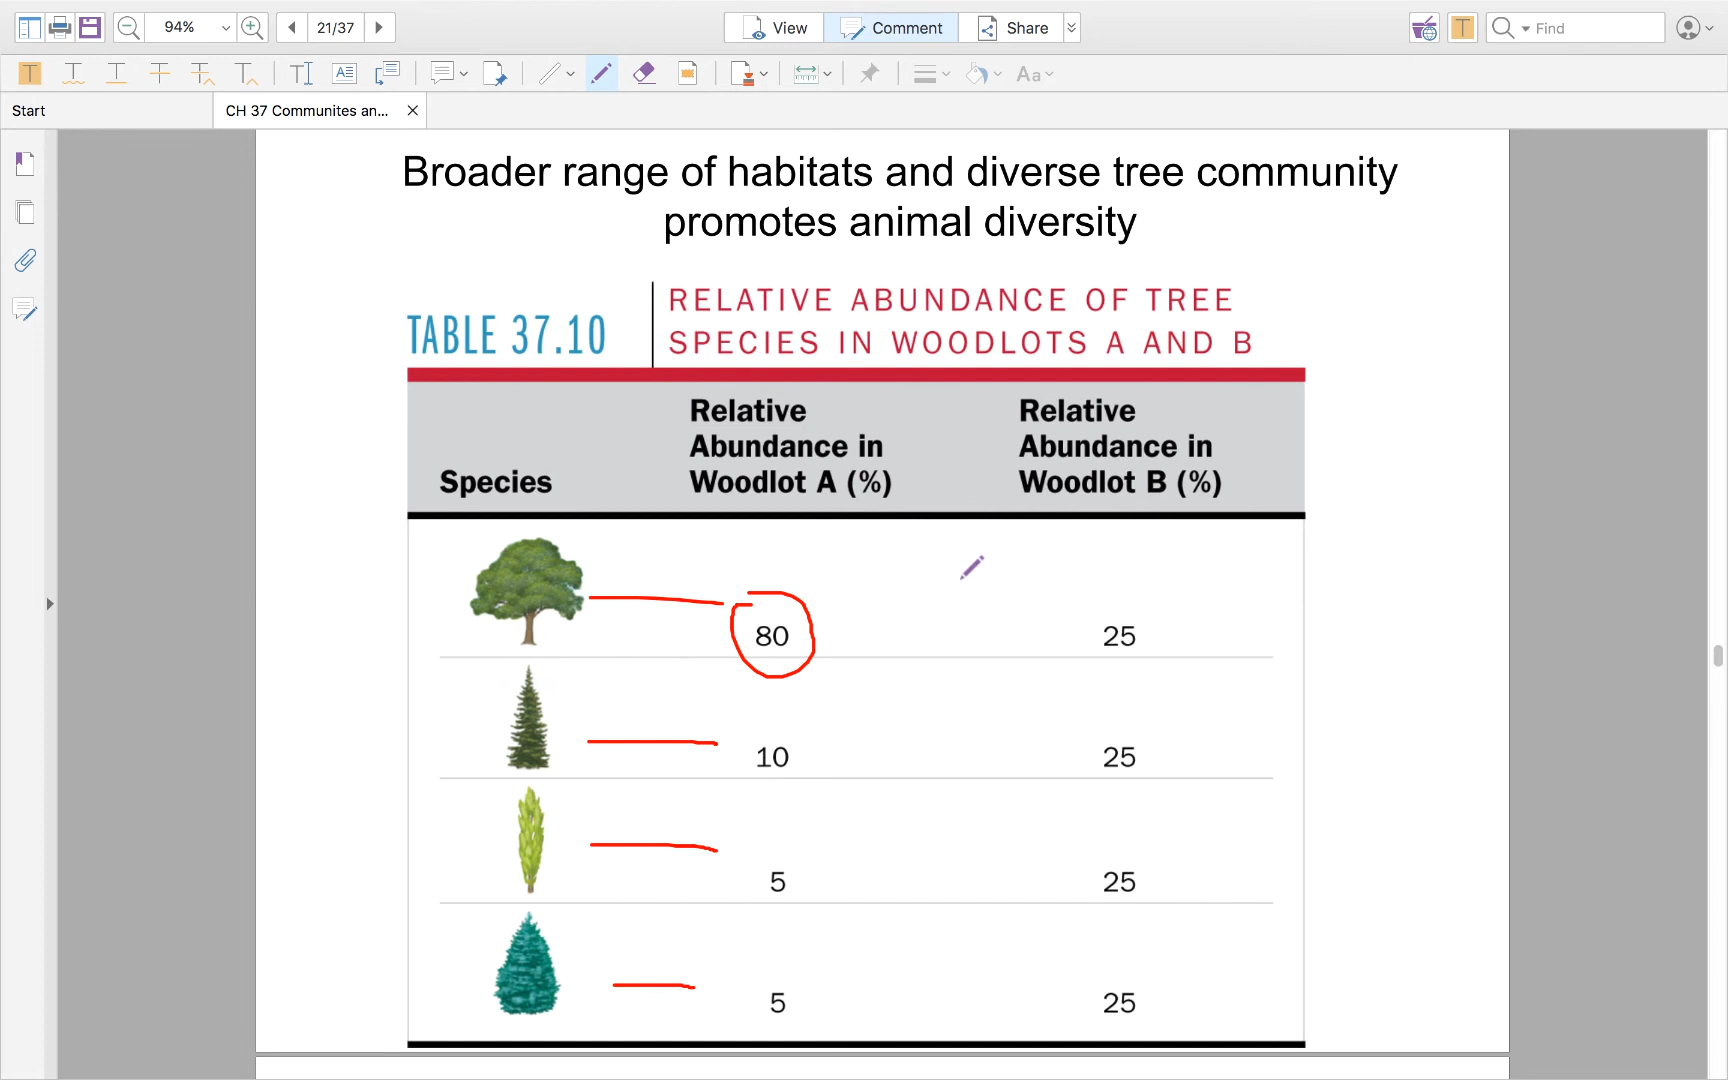 94%
21/37
View
Comment
Share
T
Find
T T T T T T T AΞ Aa
Start
CH 37 Communites an...
Broader range of habitats and diverse tree community
promotes animal diversity
TABLE 37.10
RELATIVE ABUNDANCE OF TREE
SPECIES IN WOODLOTS A AND B
Species
Relative
Abundance in
Woodlot A (%)
Relative
Abundance in
Woodlot B (%)
80 25
10 25
5 25
5 25